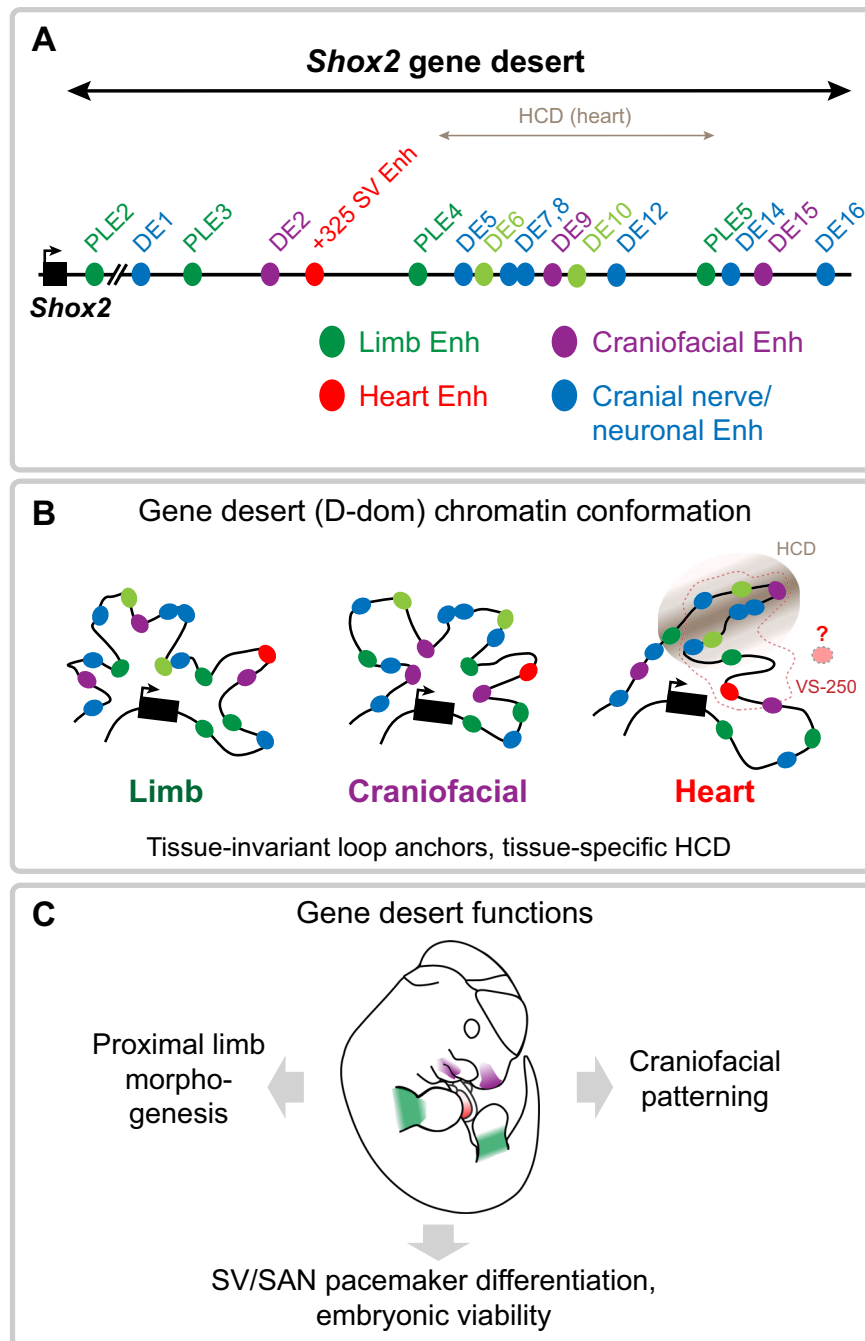 A
Shox2 gene desert
HCD (heart)
PLE2
DE1
PLE3
DE2
+325 SV Enh
PLE4
DE5
DE6
DE7,8
DE9
DE10
DE12
PLE5
DE14
DE15
DE16
Shox2
Limb Enh
Craniofacial Enh
Heart Enh
Cranial nerve/
neuronal Enh
B
Gene desert (D-dom) chromatin conformation
HCD
?
VS-250
Limb
Craniofacial
Heart
Tissue-invariant loop anchors, tissue-specific HCD
C
Gene desert functions
Proximal limb
morpho-
genesis
Craniofacial
patterning
SV/SAN pacemaker differentiation,
embryonic viability